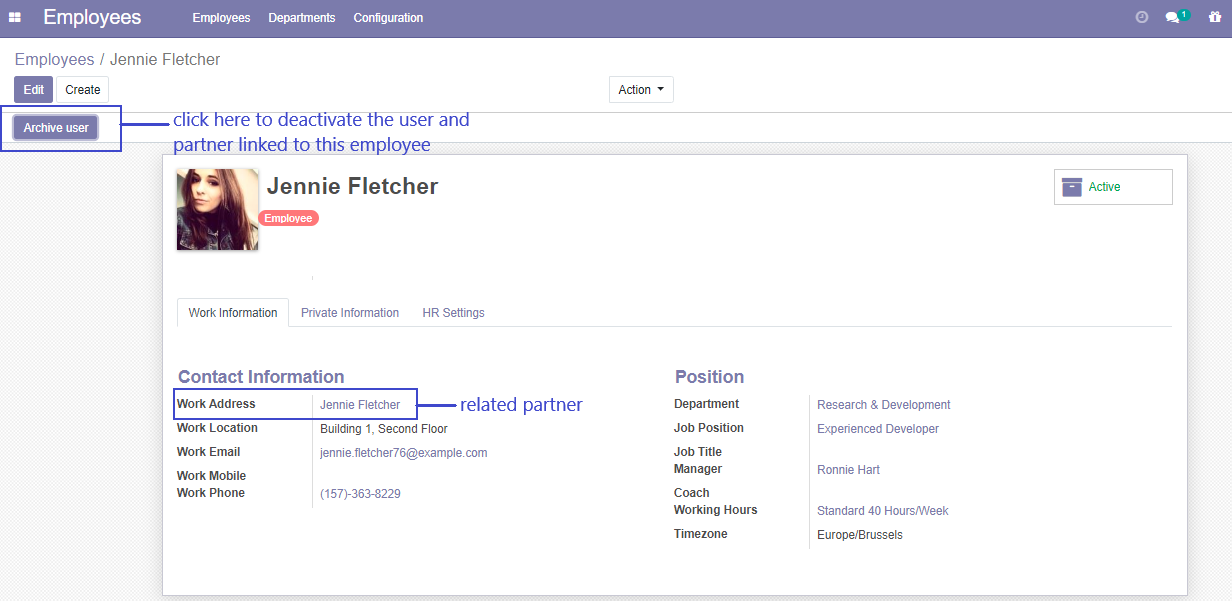 Employees Employees Departments Configuration 1
Employees / Jennie Fletcher
Edit Create Action
Archive user
click here to deactivate the user and
partner linked to this employee
Jennie Fletcher
Employee
Active
Work Information Private Information HR Settings
Contact Information
Work Address Jennie Fletcher
related partner
Work Location Building 1, Second Floor
Work Email jennie.fletcher76@example.com
Work Mobile
Work Phone (157)-363-8229
Position
Department Research & Development
Job Position Experienced Developer
Job Title
Manager Ronnie Hart
Coach
Working Hours Standard 40 Hours/Week
Timezone Europe/Brussels